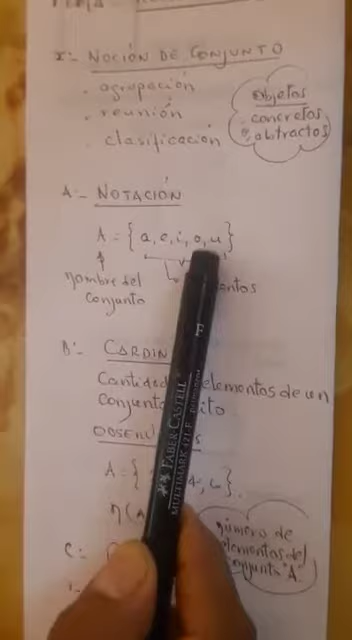 I:- NOCIÓN DE CONJUNTO
. agrupación
. reunión
. clasificación
Objetos
. concretos
. abstractos
A:- NOTACIÓN
A = { a, e, i, o, u }
nombre del
conjunto
B:- CARDIN
Cantidad elementos de un
conjunto
A = {
n(A
número de
elementos del
conjunto "A"
C:
FABER-CASTELL
MULTIMARK 421-F